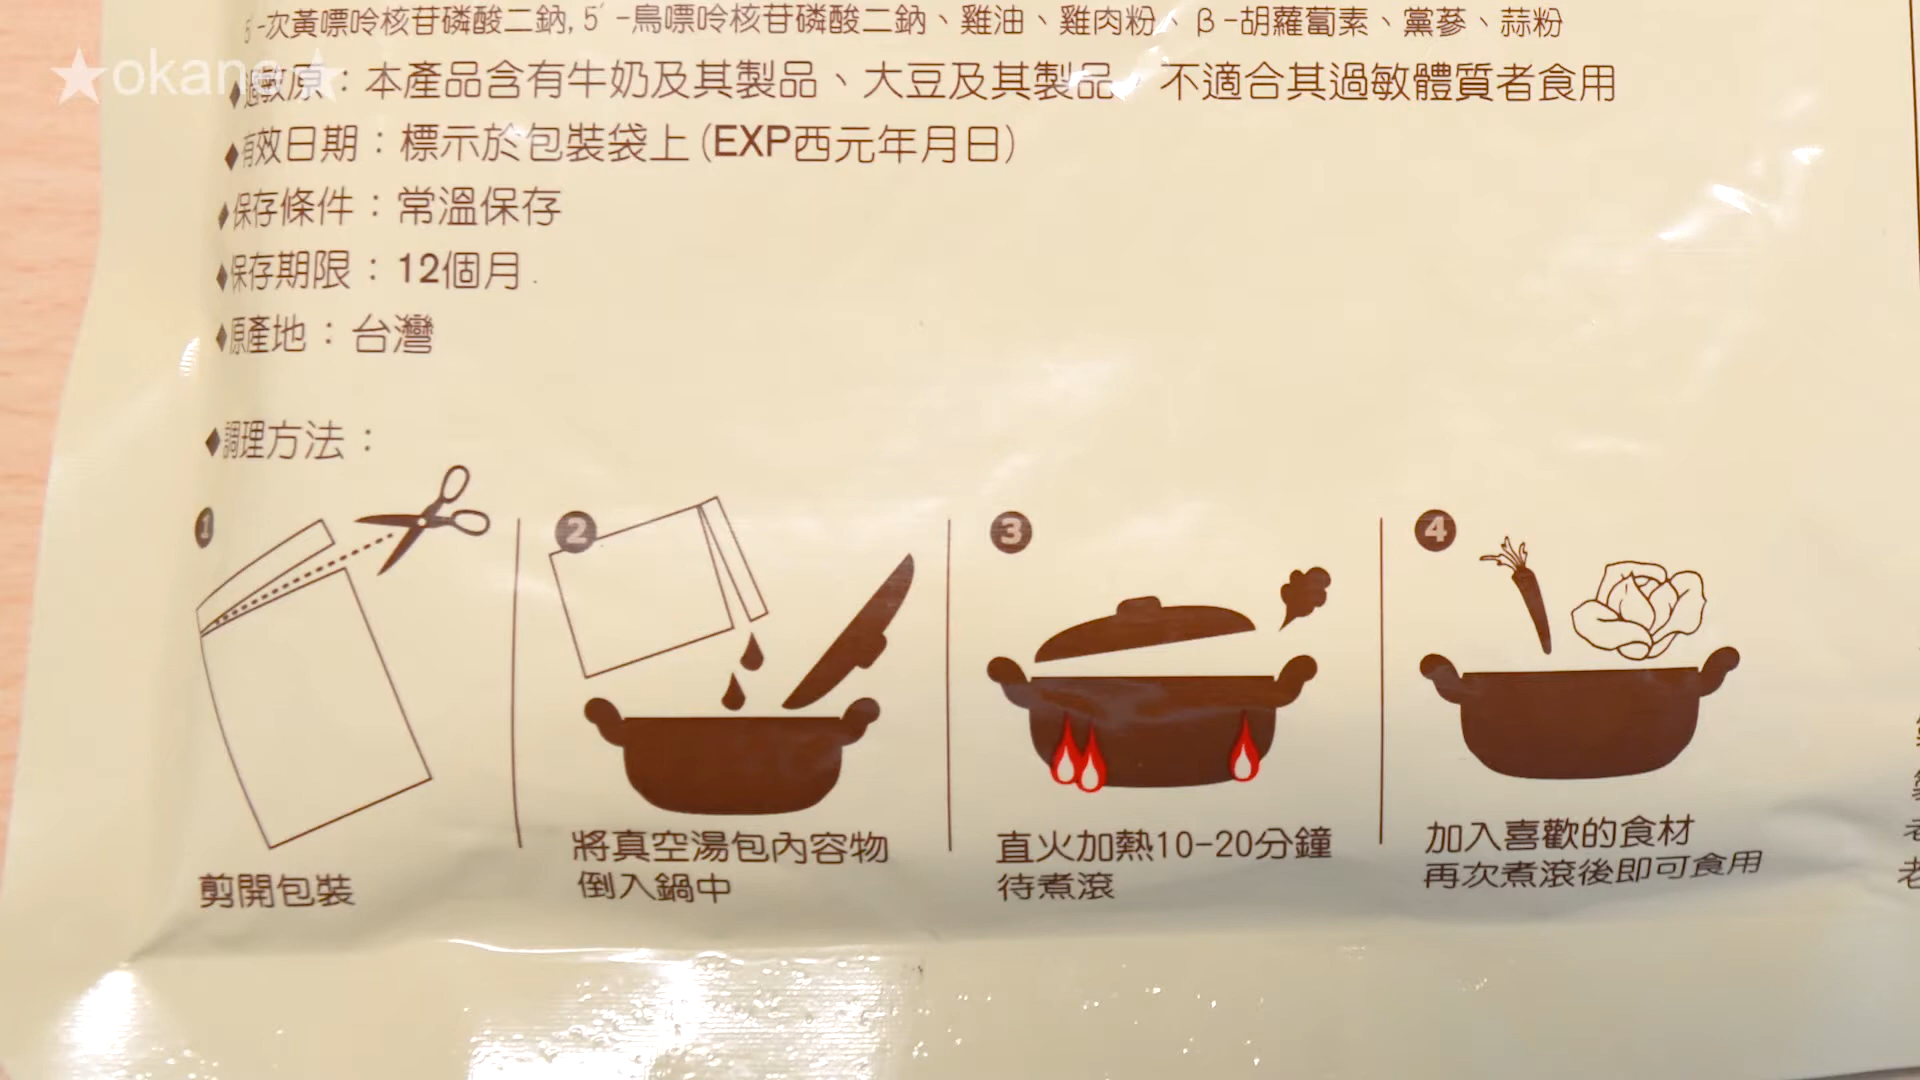 ★okane★
5'-次黃嘌呤核苷磷酸二鈉, 5'-鳥嘌呤核苷磷酸二鈉、雞油、雞肉粉、β-胡蘿蔔素、黨蔘、蒜粉
◆過敏原：本產品含有牛奶及其製品、大豆及其製品，不適合其過敏體質者食用
◆有效日期：標示於包裝袋上(EXP西元年月日)
◆保存條件：常溫保存
◆保存期限：12個月
◆原產地：台灣
◆調理方法：
1
剪開包裝
2
將真空湯包內容物
倒入鍋中
3
直火加熱10-20分鐘
待煮滾
4
加入喜歡的食材
再次煮滾後即可食用